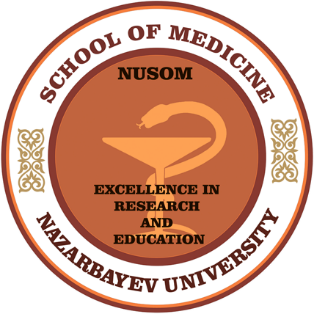 SCHOOL OF MEDICINE
NUSOM
EXCELLENCE IN
RESEARCH
AND
EDUCATION
NAZARBAYEV UNIVERSITY